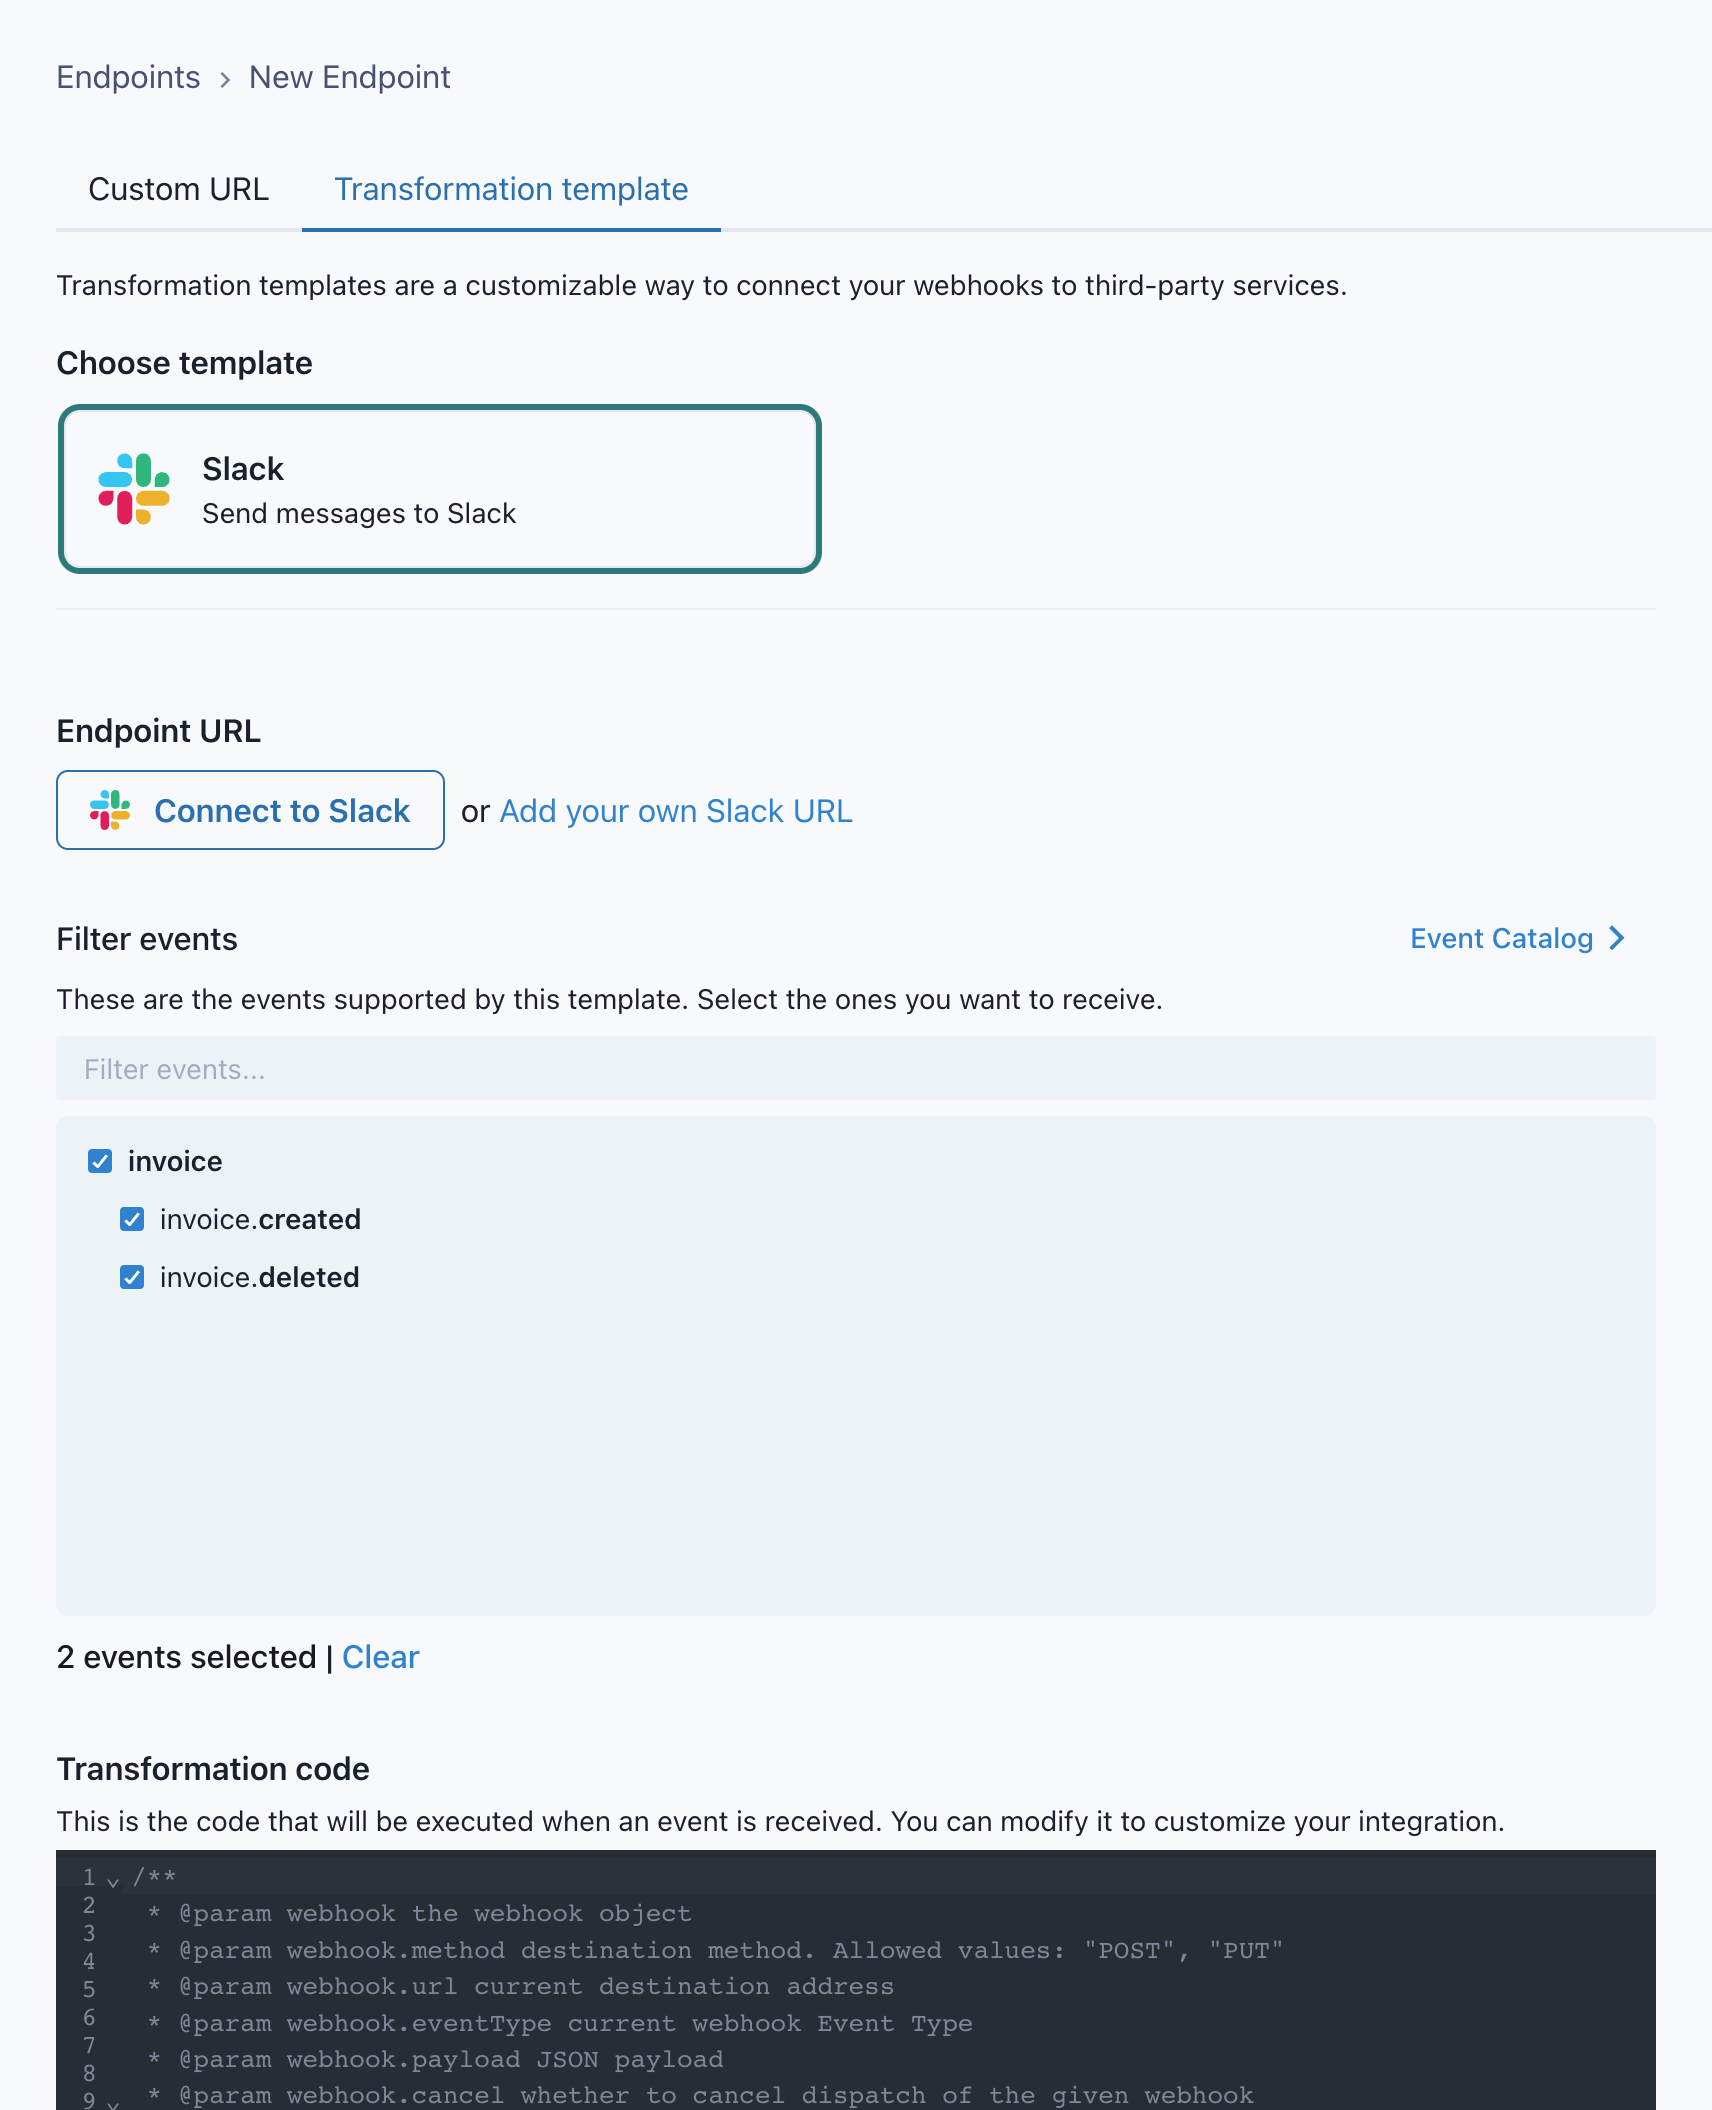 Endpoints > New Endpoint
Custom URL Transformation template
Transformation templates are a customizable way to connect your webhooks to third-party services.
Choose template
Slack
Send messages to Slack
Endpoint URL
Connect to Slack or Add your own Slack URL
Filter events Event Catalog >
These are the events supported by this template. Select the ones you want to receive.
Filter events...
invoice
invoice.created
invoice.deleted
2 events selected | Clear
Transformation code
This is the code that will be executed when an event is received. You can modify it to customize your integration.
1 /**
2 * @param webhook the webhook object
3 * @param webhook.method destination method. Allowed values: "POST", "PUT"
4 * @param webhook.url current destination address
5 * @param webhook.eventType current webhook Event Type
6 * @param webhook.payload JSON payload
7 * @param webhook.cancel whether to cancel dispatch of the given webhook
8
9